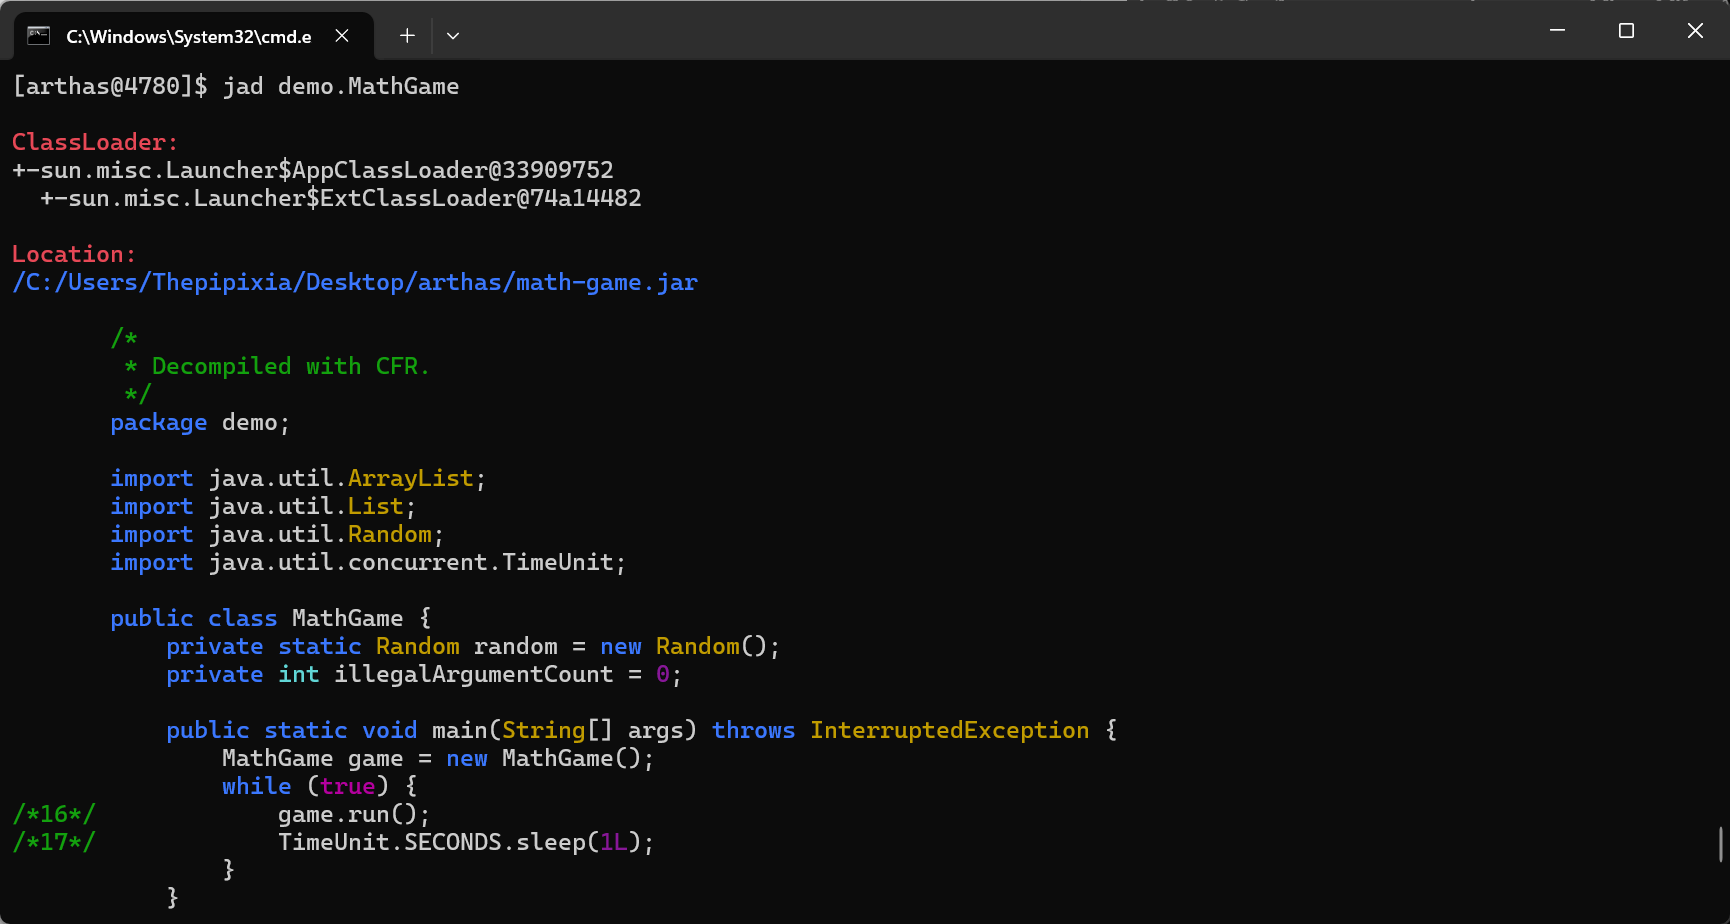 C:\Windows\System32\cmd.e
[arthas@4780]$ jad demo.MathGame
ClassLoader:
+-sun.misc.Launcher$AppClassLoader@33909752
  +-sun.misc.Launcher$ExtClassLoader@74a14482
Location:
/C:/Users/Thepipixia/Desktop/arthas/math-game.jar
       /*
        * Decompiled with CFR.
        */
       package demo;
       import java.util.ArrayList;
       import java.util.List;
       import java.util.Random;
       import java.util.concurrent.TimeUnit;
       public class MathGame {
           private static Random random = new Random();
           private int illegalArgumentCount = 0;
           public static void main(String[] args) throws InterruptedException {
               MathGame game = new MathGame();
               while (true) {
/*16*/             game.run();
/*17*/             TimeUnit.SECONDS.sleep(1L);
               }
           }